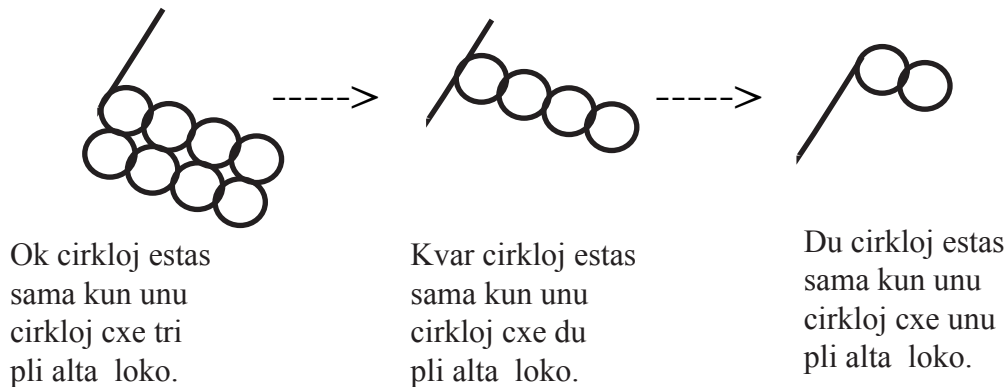 Ok cirkloj estas
sama kun unu
cirkloj cxe tri
pli alta loko.
Kvar cirkloj estas
sama kun unu
cirkloj cxe du
pli alta loko.
Du cirkloj estas
sama kun unu
cirkloj cxe unu
pli alta loko.